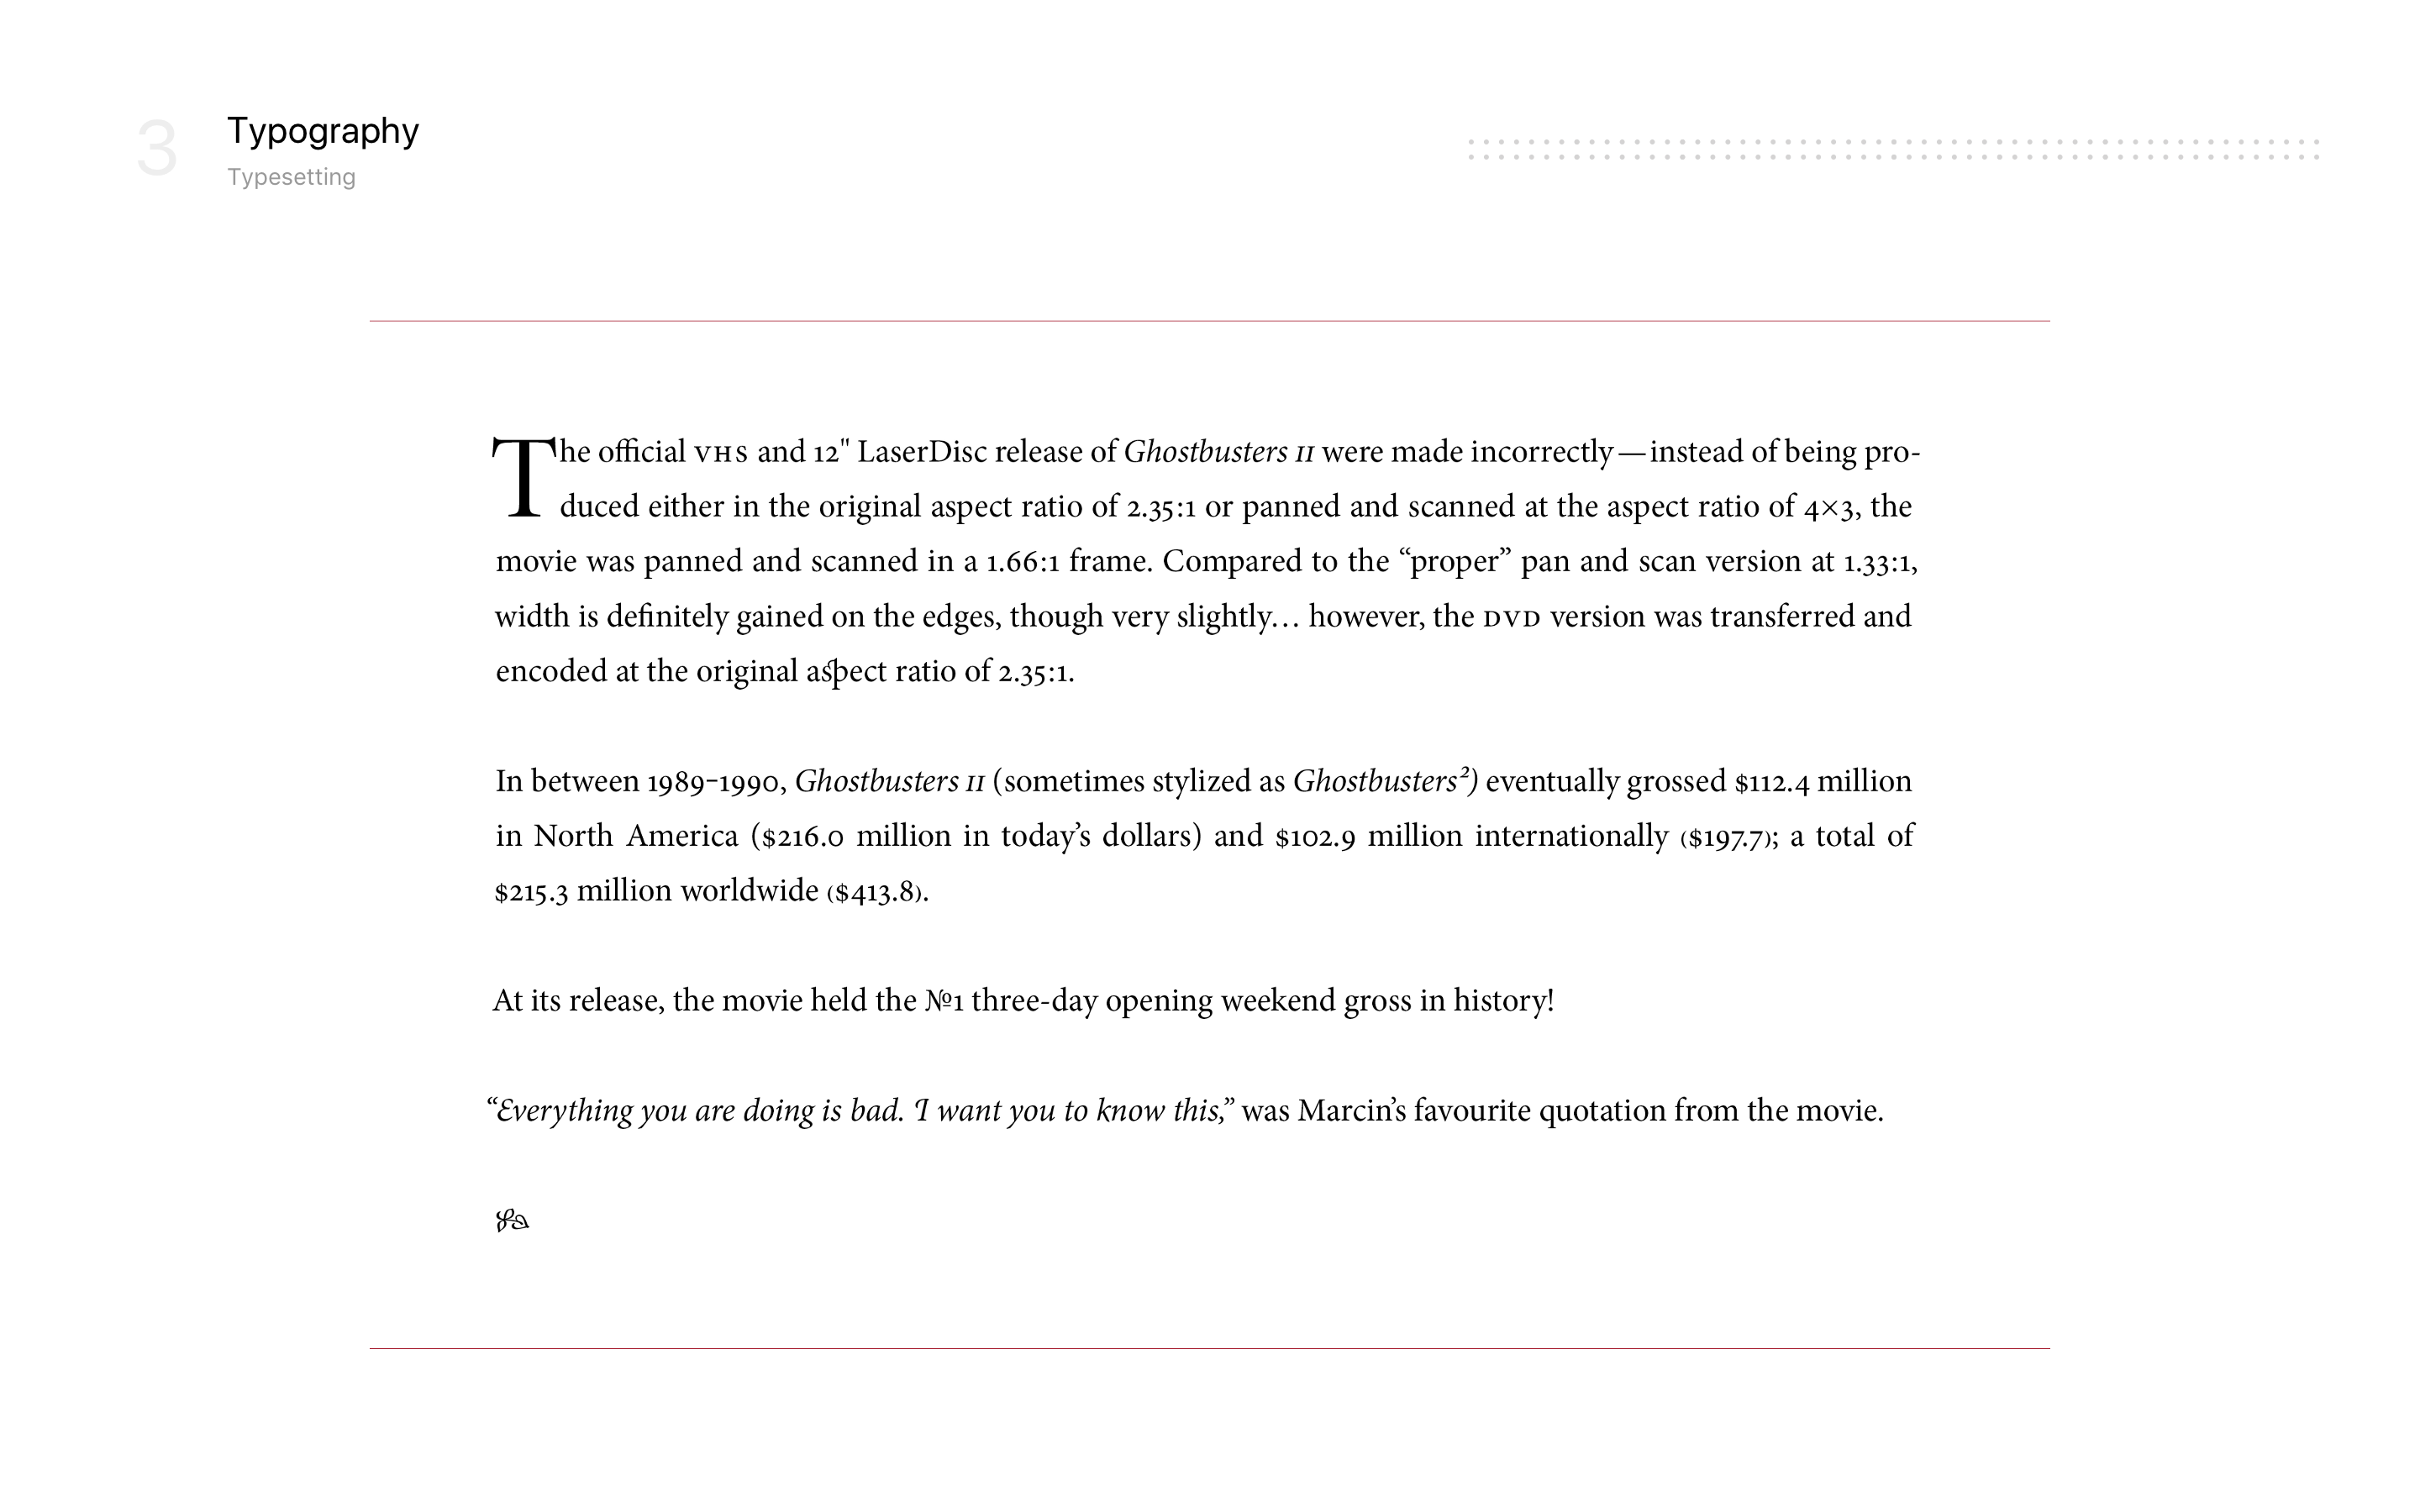 3
Typography
Typesetting
The official VHS and 12" LaserDisc release of Ghostbusters II were made incorrectly—instead of being pro-
duced either in the original aspect ratio of 2.35:1 or panned and scanned at the aspect ratio of 4×3, the
movie was panned and scanned in a 1.66:1 frame. Compared to the “proper” pan and scan version at 1.33:1,
width is definitely gained on the edges, though very slightly… however, the DVD version was transferred and
encoded at the original aspect ratio of 2.35:1.
In between 1989–1990, Ghostbusters II (sometimes stylized as Ghostbusters²) eventually grossed $112.4 million
in North America ($216.0 million in today’s dollars) and $102.9 million internationally ($197.7); a total of
$215.3 million worldwide ($413.8).
At its release, the movie held the №1 three-day opening weekend gross in history!
“Everything you are doing is bad. I want you to know this,” was Marcin’s favourite quotation from the movie.